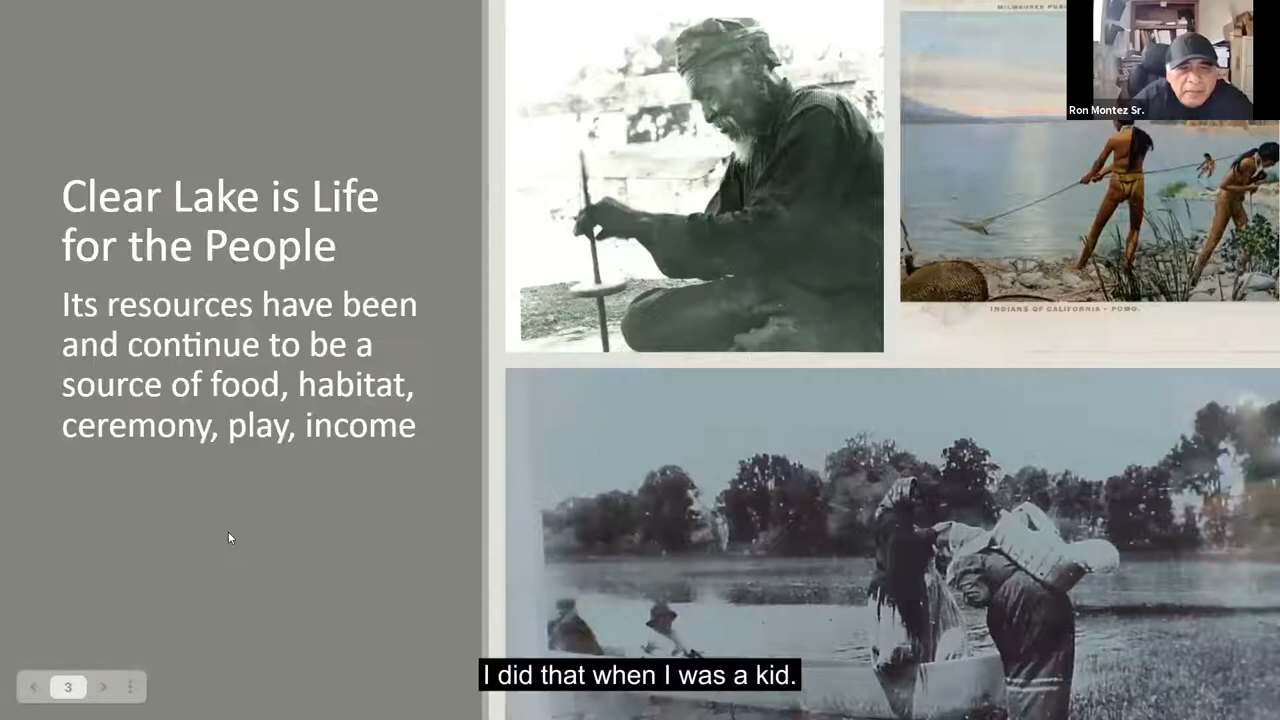 Clear Lake is Life
for the People
Its resources have been
and continue to be a
source of food, habitat,
ceremony, play, income
Ron Montez Sr.
INDIANS OF CALIFORNIA - POMO.
I did that when I was a kid.
3